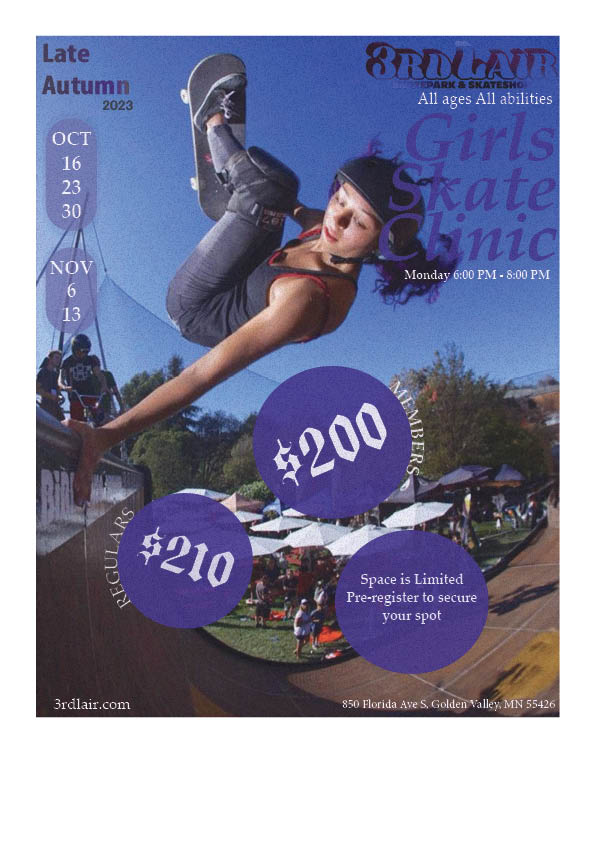 Late
Autumn
2023
3RD LAIR
SKATEPARK & SKATESHOP
All ages All abilities
Girls
Skate
Clinic
Monday 6:00 PM - 8:00 PM
OCT
16
23
30
NOV
6
13
MEMBERS
$200
REGULARS
$210
Space is Limited
Pre-register to secure
your spot
3rdlair.com
850 Florida Ave S, Golden Valley, MN 55426